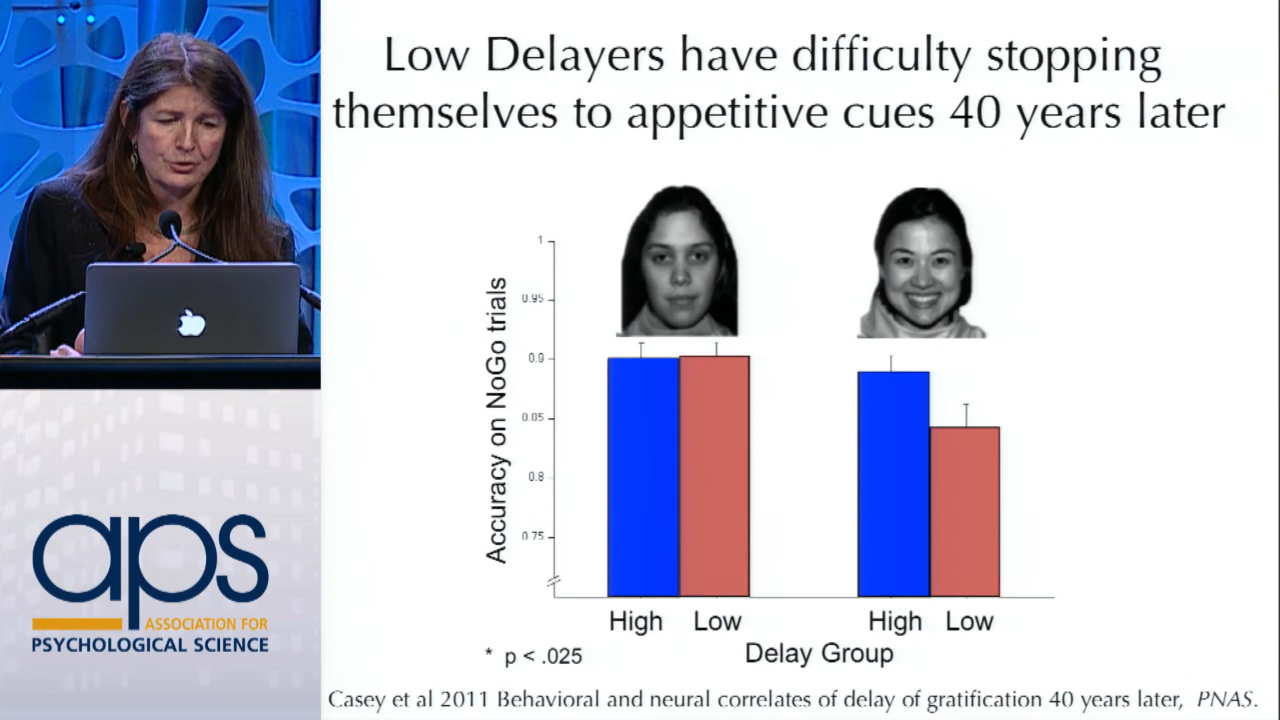 Low Delayers have difficulty stopping
themselves to appetitive cues 40 years later
Accuracy on NoGo trials
1
0.95
0.9
0.85
0.8
0.75
High Low High Low
* p < .025
Delay Group
Casey et al 2011 Behavioral and neural correlates of delay of gratification 40 years later, PNAS.
aps
ASSOCIATION FOR
PSYCHOLOGICAL SCIENCE